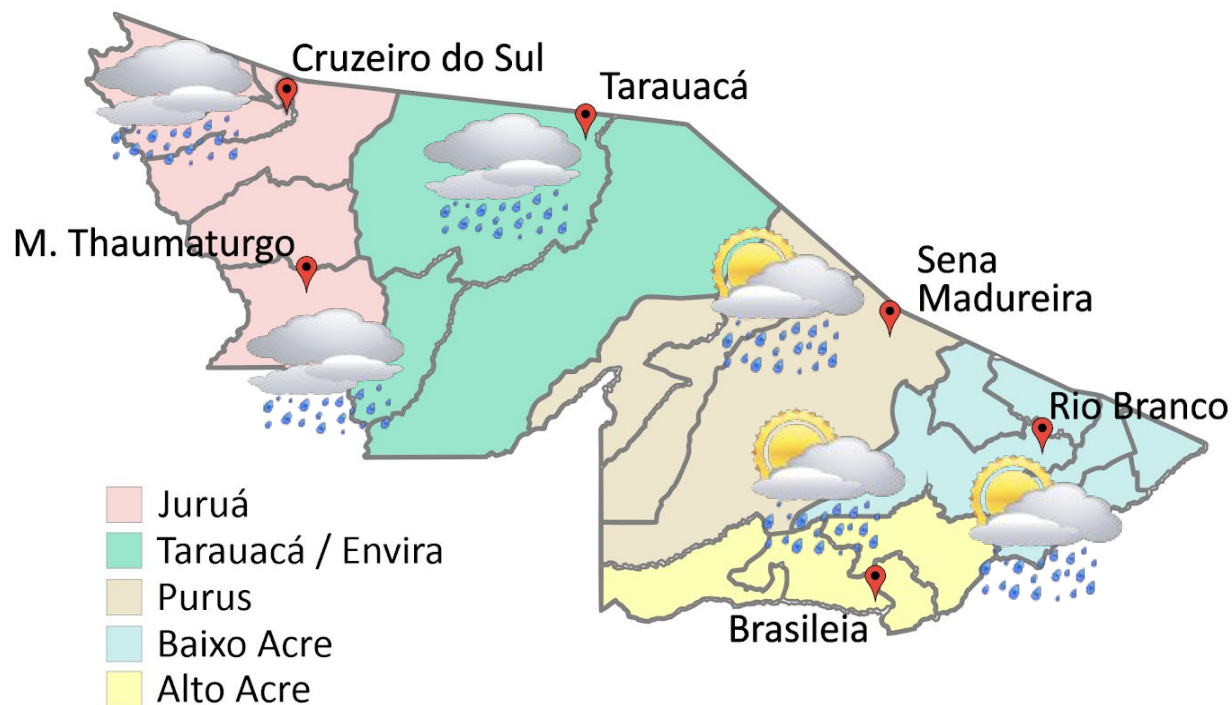 Cruzeiro do Sul
Tarauacá
M. Thaumaturgo
Sena
Madureira
Rio Branco
Brasileia
Juruá
Tarauacá / Envira
Purus
Baixo Acre
Alto Acre